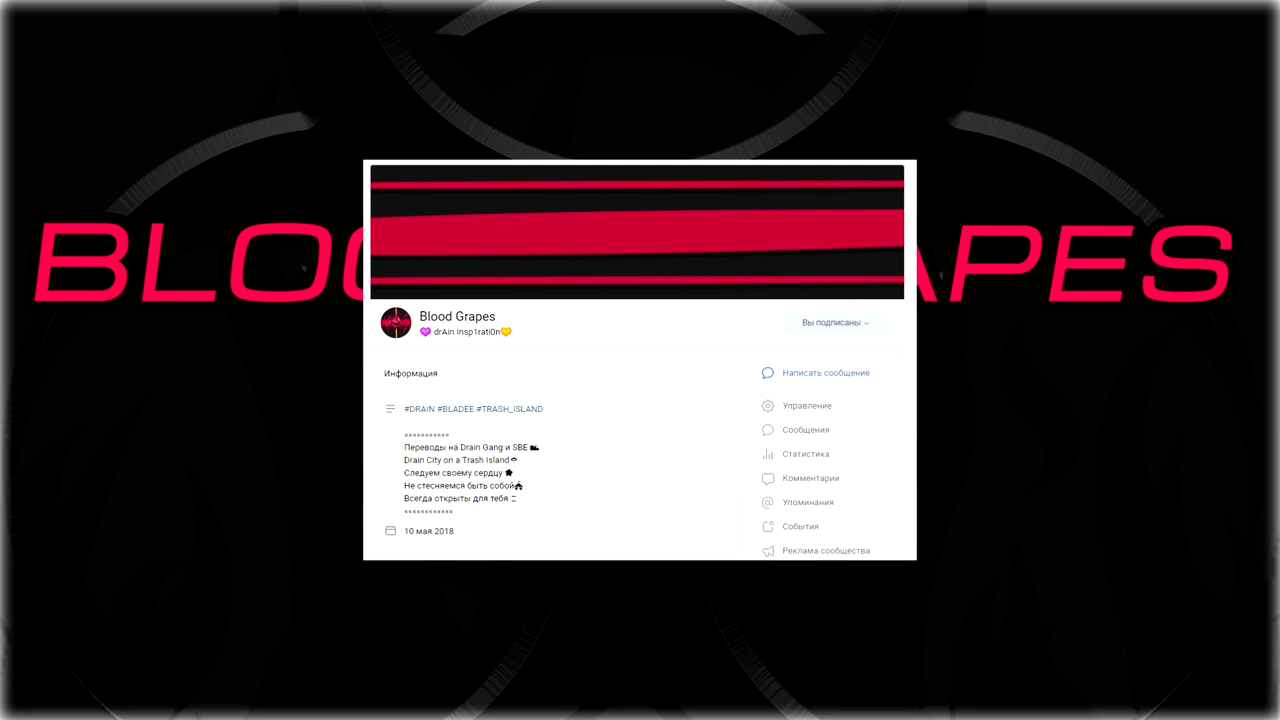 BLOO
APES
Blood Grapes
💜 drAin Insp1rati0n💛
Вы подписаны
Информация
#DRAIN #BLADEE #TRASH_ISLAND
»»»»»»»»»»»
Переводы на Drain Gang и SBE
Drain City on a Trash Island
Следуем своему сердцу
Не стесняемся быть собой
Всегда открыты для тебя
««««««««««««
10 мая 2018
Написать сообщение
Управление
Сообщения
Статистика
Комментарии
Упоминания
События
Реклама сообщества